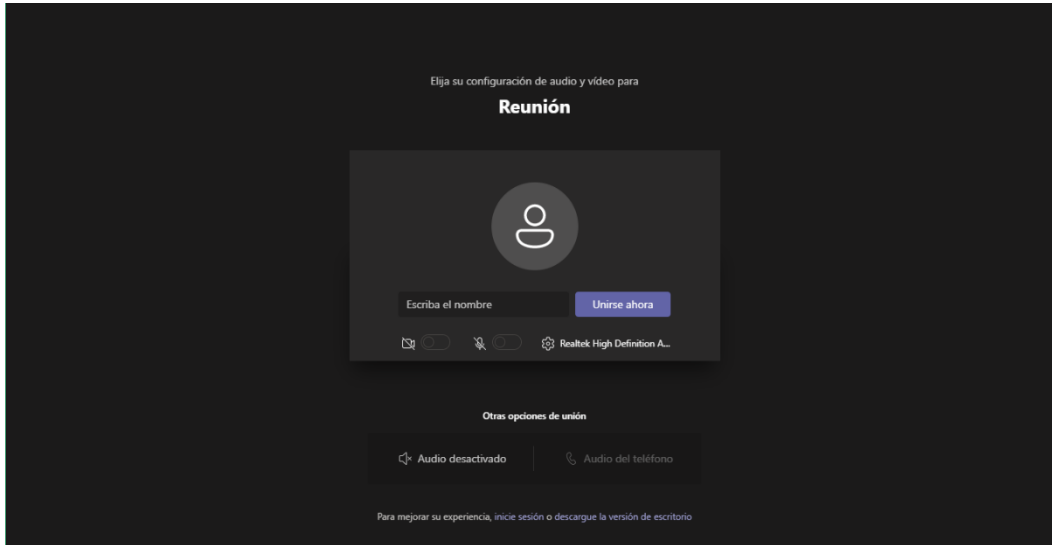 Elija su configuración de audio y vídeo para
Reunión
Escriba el nombre
Unirse ahora
Realtek High Definition A...
Otras opciones de unión
Audio desactivado
Audio del teléfono
Para mejorar su experiencia, inicie sesión o descargue la versión de escritorio